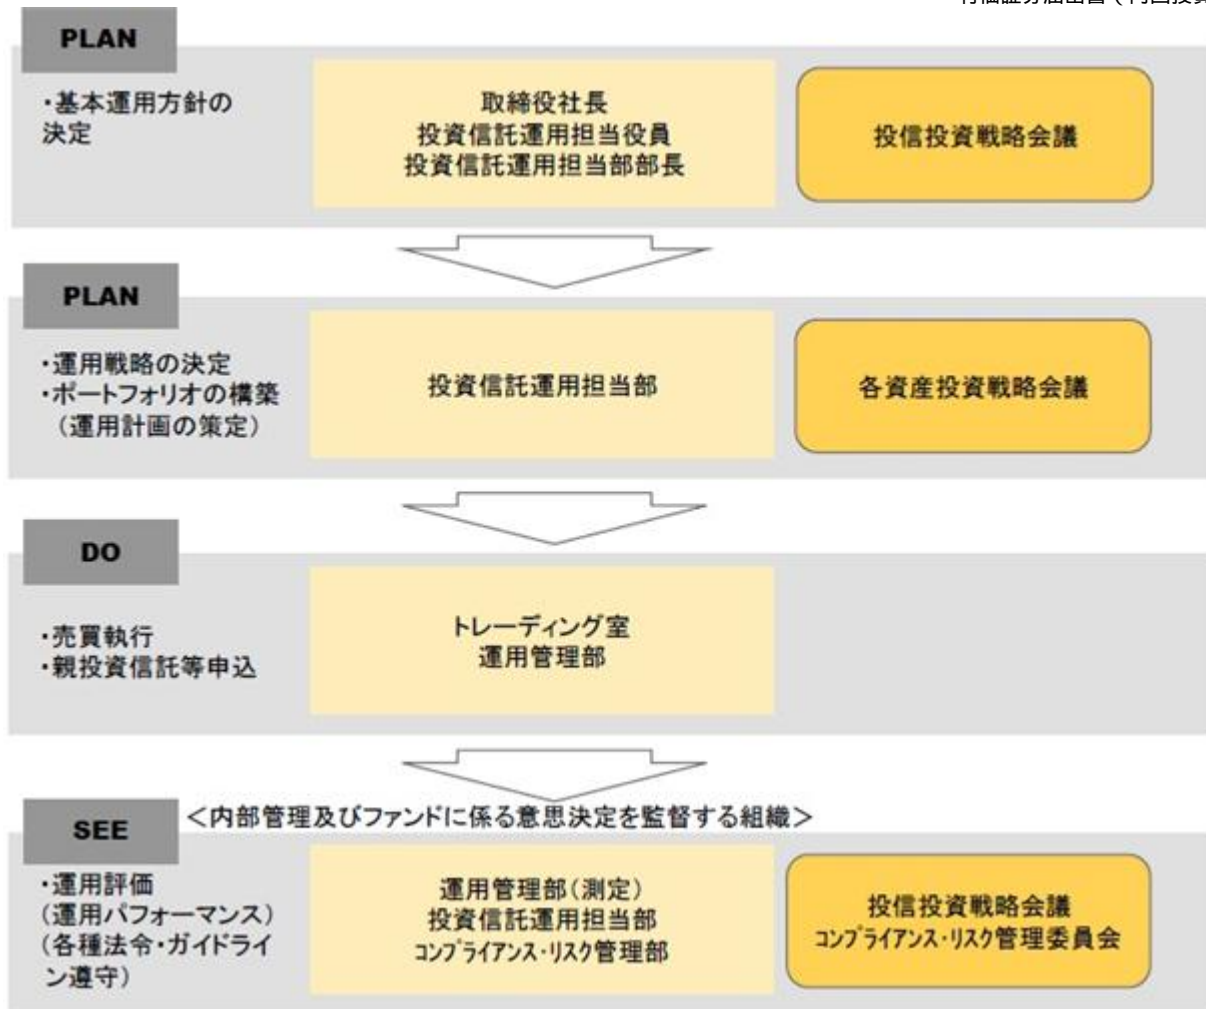 PLAN
・基本運用方針の
決定
取締役社長
投資信託運用担当役員
投資信託運用担当部部長
投信投資戦略会議
PLAN
・運用戦略の決定
・ポートフォリオの構築
(運用計画の策定)
投資信託運用担当部
各資産投資戦略会議
DO
・売買執行
・親投資信託等申込
トレーディング室
運用管理部
SEE
<内部管理及びファンドに係る意思決定を監督する組織>
・運用評価
(運用パフォーマンス)
(各種法令・ガイドライ
ン遵守)
運用管理部(測定)
投資信託運用担当部
コンプライアンス・リスク管理部
投信投資戦略会議
コンプライアンス・リスク管理委員会